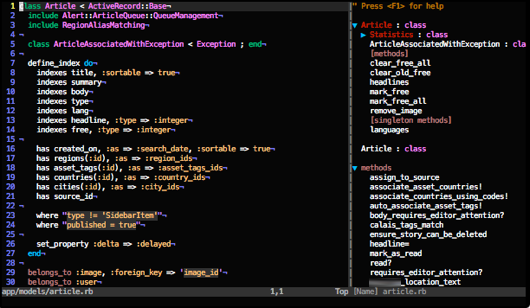 1 class Article < ActiveRecord::Base¬
2   include Alert::ArticleQueue::QueueManagement¬
3   include RegionAliasMatching¬
4 ¬
5   class ArticleAssociatedWithException < Exception ; end¬
6 ¬
7   define_index do¬
8     indexes title, :sortable => true¬
9     indexes summary¬
10     indexes body¬
11     indexes type¬
12     indexes lang¬
13     indexes headline, :type => :integer¬
14     indexes free, :type => :integer¬
15 ¬
16     has created_on, :as => :search_date, :sortable => true¬
17     has regions(:id), :as => :region_ids¬
18     has asset_tags(:id), :as => :asset_tags_ids¬
19     has countries(:id), :as => :country_ids¬
20     has cities(:id), :as => :city_ids¬
21     has source_id¬
22 ¬
23     where "type != 'SidebarItem'"¬
24     where "published = true"¬
25 ¬
26     set_property :delta => :delayed¬
27   end¬
28 ¬
29   belongs_to :image, :foreign_key => 'image_id'¬
30   belongs_to :user¬
app/models/article.rb 1,1 Top
" Press <F1> for help
▼ Article : class
▶ Statistics : class
ArticleAssociatedWithException : cla
[methods]
clear_free_all
clear_old_free
headlines
mark_free
mark_free_all
remove_image
[singleton methods]
languages
Article : class
▼ methods
assign_to_source
associate_asset_countries!
associate_countries_using_codes!
auto_associate_asset_tags!
body_requires_editor_attention?
calais_tags_match
ensure_story_can_be_deleted
headline=
mark_as_read
read?
requires_editor_attention?
_location_text
[Name] article.rb